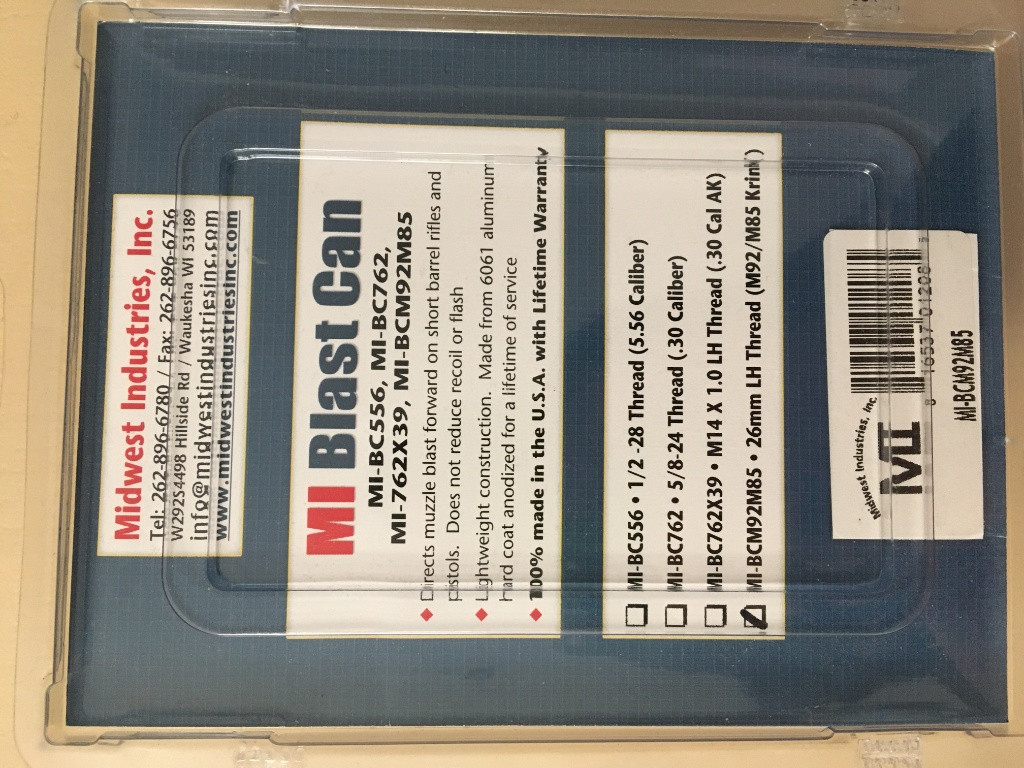 Midwest Industries, Inc.
Tel: 262-896-6780 / Fax: 262-896-6756
W292S4498 Hillside Rd / Waukesha WI 53189
info@midwestindustriesinc.com
www.midwestindustriesinc.com
MI Blast Can
MI-BC556, MI-BC762,
MI-762X39, MI-BCM92M85
Directs muzzle blast forward on short barrel rifles and
pistols. Does not reduce recoil or flash
Lightweight construction. Made from 6061 aluminum
hard coat anodized for a lifetime of service
100% made in the U.S.A. with Lifetime Warranty
MI-BC556 • 1/2 -28 Thread (5.56 Caliber)
MI-BC762 • 5/8-24 Thread (.30 Caliber)
MI-BC762X39 • M14 X 1.0 LH Thread (.30 Cal AK)
MI-BCM92M85 • 26mm LH Thread (M92/M85 Krink)
Midwest Industries, Inc.
MI
MI-BCM92M85